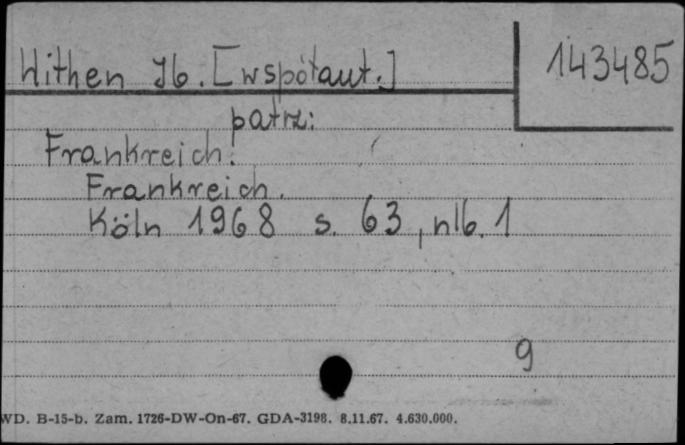 Withen Jb. [wspótaut.]
143485
patrz:
Frankreich:
Frankreich.
Köln 1968 s. 63, nlb. 1
9
WD. B-15-b. Zam. 1726-DW-On-67. GDA-3198. 8.11.67. 4.630.000.